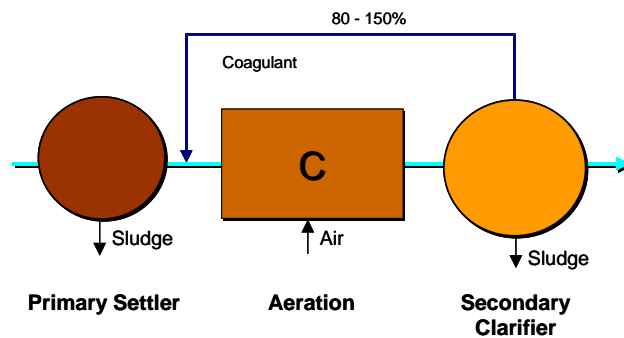 80 - 150%
Coagulant
C
Sludge
Air
Sludge
Primary Settler
Aeration
Secondary
Clarifier